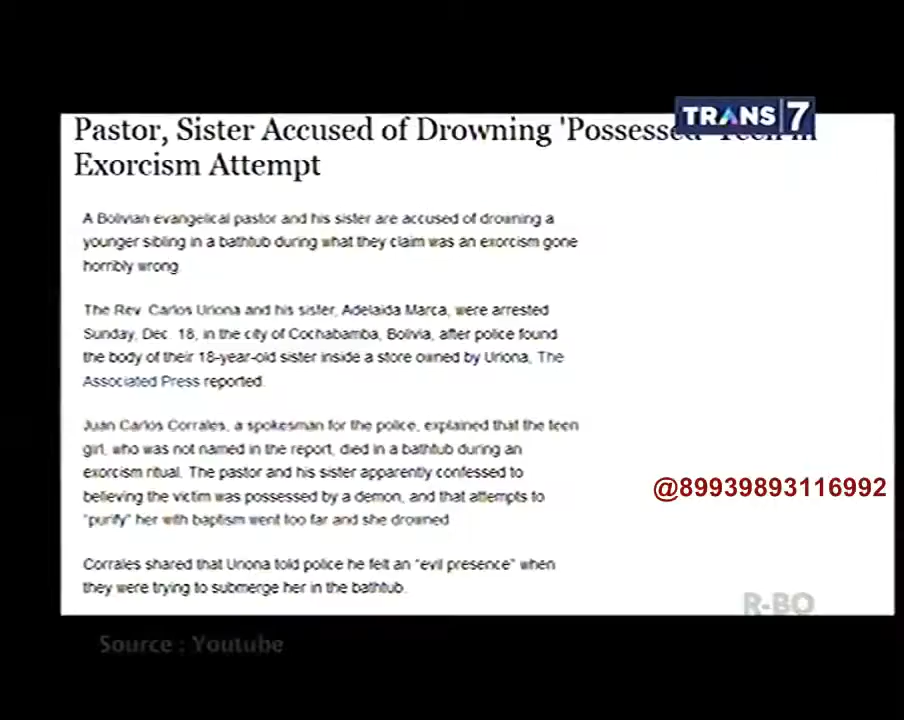 TRANS|7
Pastor, Sister Accused of Drowning 'Possessed' Teen in
Exorcism Attempt
A Bolivian evangelical pastor and his sister are accused of drowning a
younger sibling in a bathtub during what they claim was an exorcism gone
horribly wrong.
The Rev. Carlos Uriona and his sister, Adelaida Marca, were arrested
Sunday, Dec. 18, in the city of Cochabamba, Bolivia, after police found
the body of their 18-year-old sister inside a store owned by Uriona, The
Associated Press reported.
Juan Carlos Corrales, a spokesman for the police, explained that the teen
girl, who was not named in the report, died in a bathtub during an
exorcism ritual. The pastor and his sister apparently confessed to
believing the victim was possessed by a demon, and that attempts to
"purify" her with baptism went too far and she drowned.
Corrales shared that Uriona told police he felt an "evil presence" when
they were trying to submerge her in the bathtub.
@89939893116992
R-BO
Source : Youtube